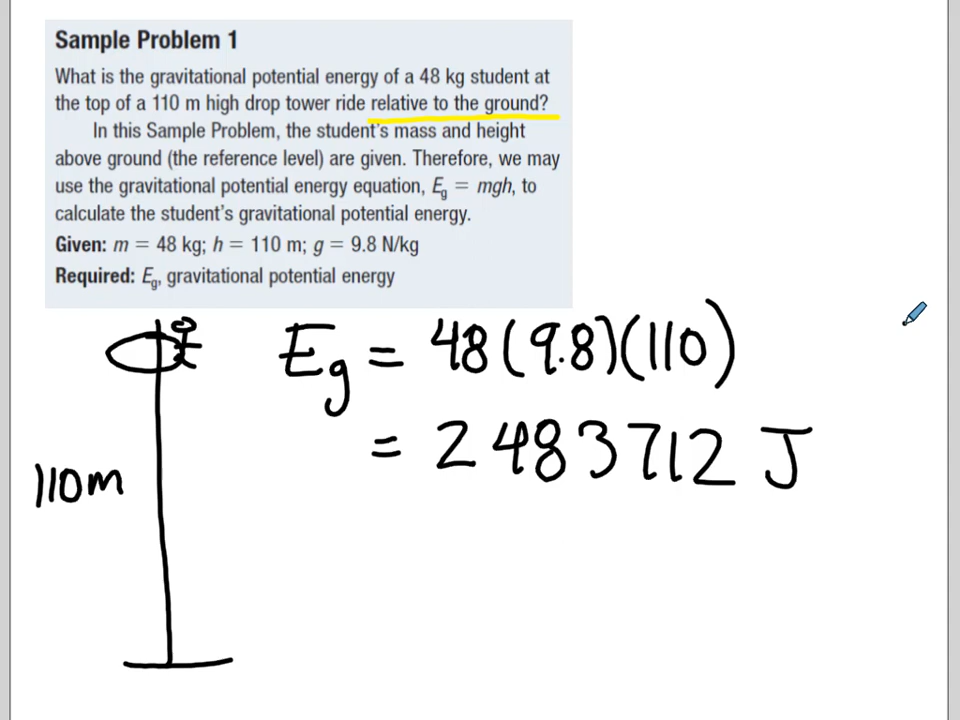 Sample Problem 1
What is the gravitational potential energy of a 48 kg student at
the top of a 110 m high drop tower ride relative to the ground?
In this Sample Problem, the student's mass and height
above ground (the reference level) are given. Therefore, we may
use the gravitational potential energy equation, Eg = mgh, to
calculate the student's gravitational potential energy.
Given: m = 48 kg; h = 110 m; g = 9.8 N/kg
Required: Eg, gravitational potential energy
Eg = 48(9.8)(110)
= 2483712 J
110m